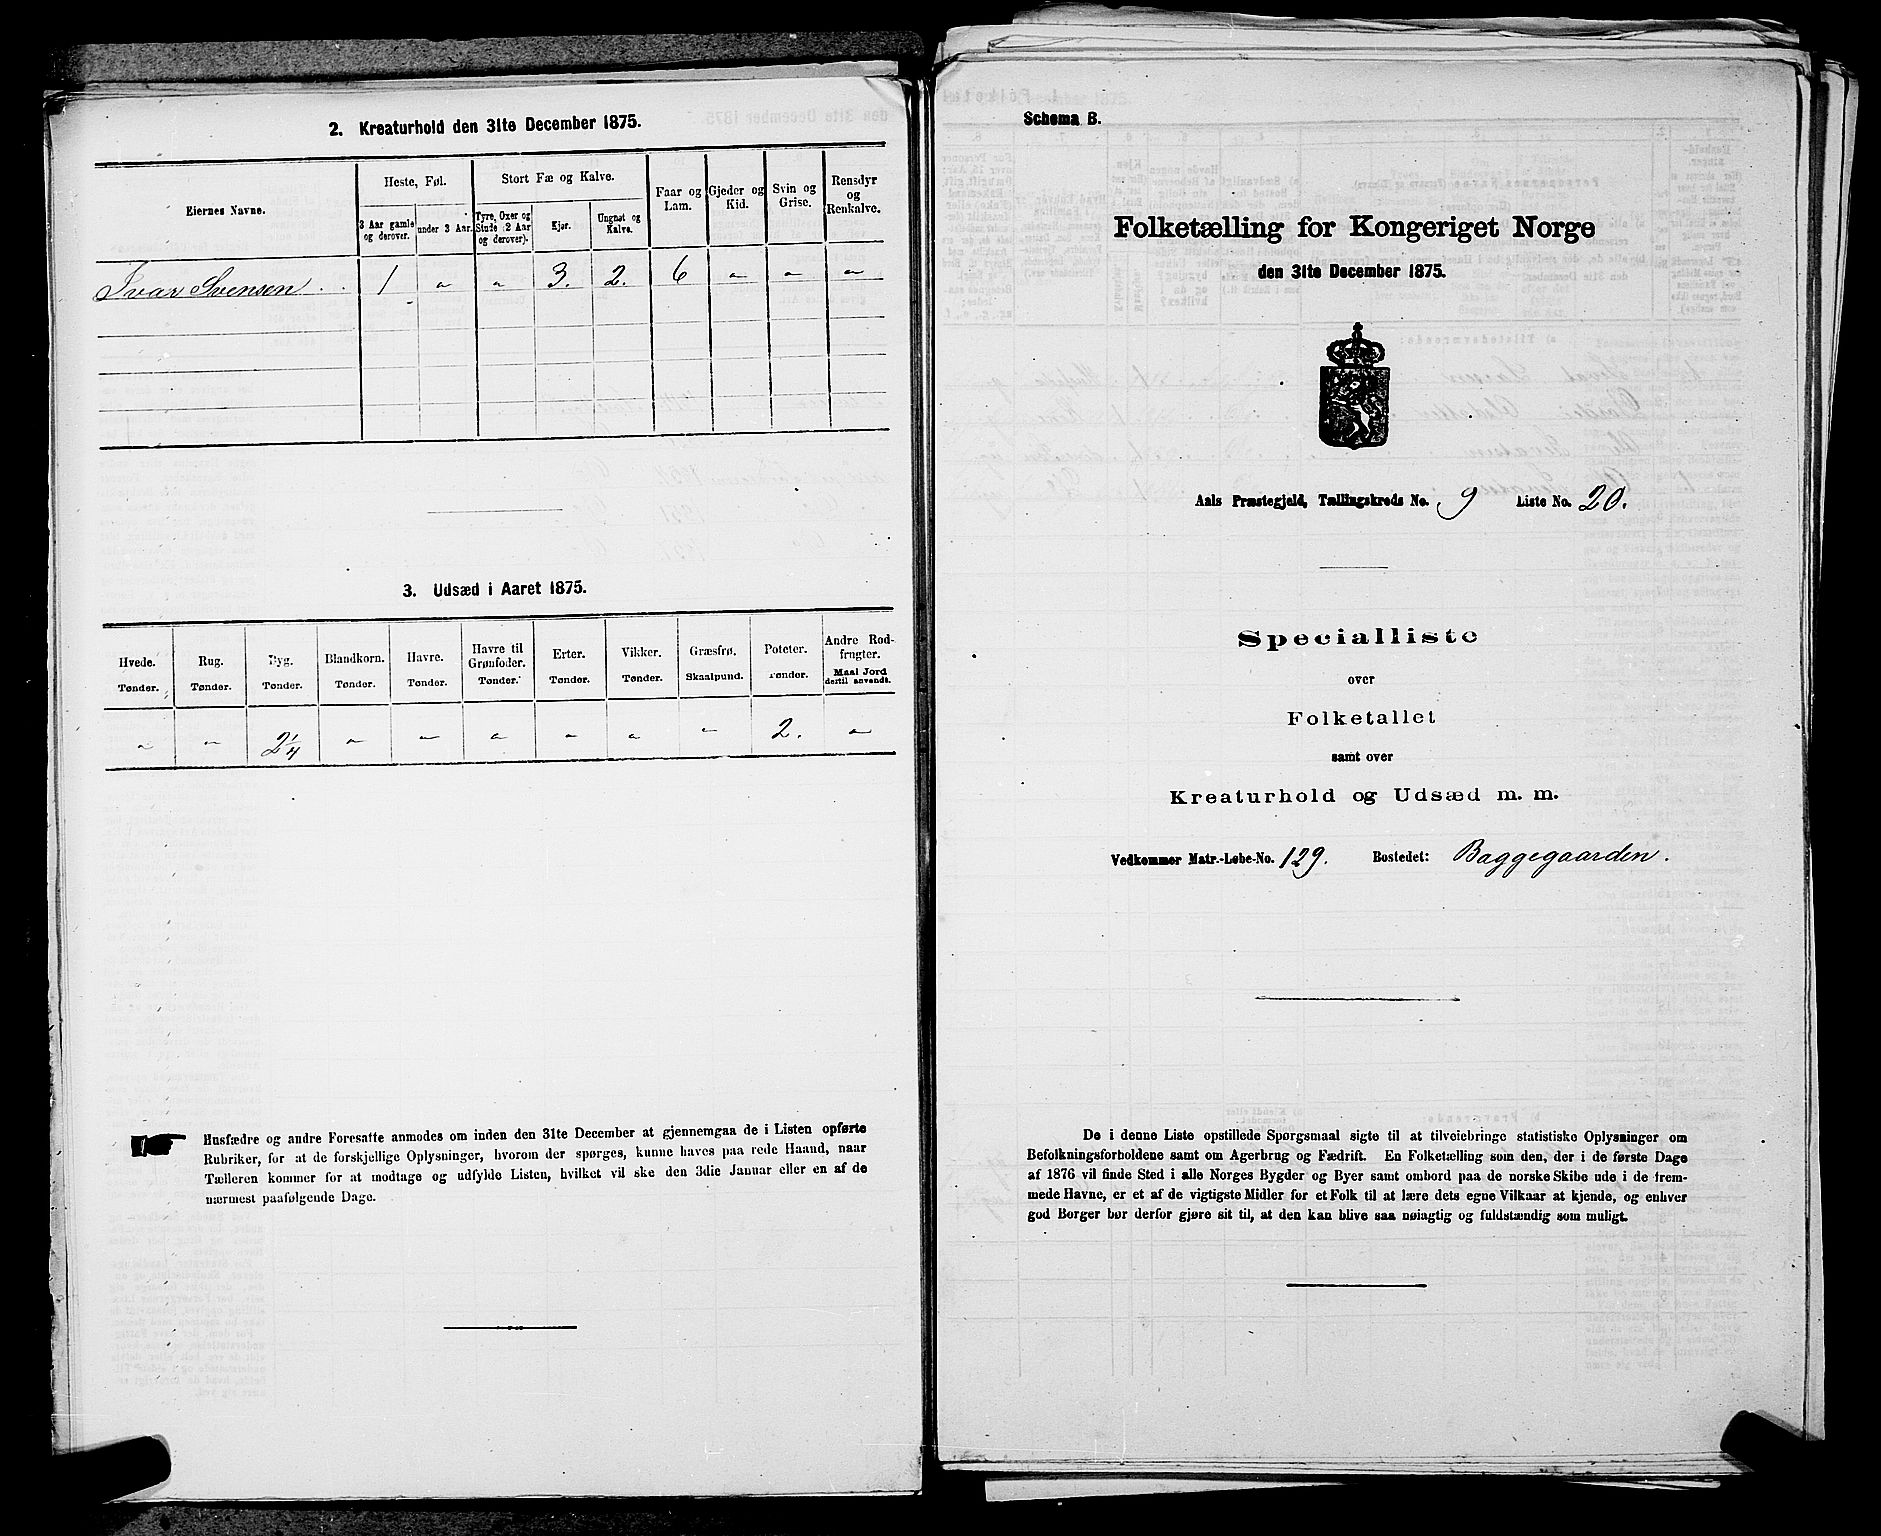 2. Kreaturhold den 31te December 1875.
Eiernes Navne.
Heste, Føl.
Stort Fæ og Kalve.
Faar og Lam.
Gjeder og Kid.
Svin og Grise.
Rensdyr og Renkalve.
3 Aar gamle og derover.
under 3 Aar.
Tyre, Oxer og Stude (2 Aar og derover).
Kjør.
Ungnøt og Kalve.
Ivar Svensen . . 1 " " 3. 2. 6 " " "
3. Udsæd i Aaret 1875.
Hvede. Rug. Byg. Blandkorn. Havre. Havre til Grønfoder. Erter. Vikker. Græsfrø. Poteter. Andre Rodfrugter.
Tønder. Tønder. Tønder. Tønder. Tønder. Tønder. Tønder. Tønder. Skaalpund. Tønder. Maal Jord dertil anvendt.
" " 2 1/4 " " " " " " 2. "
Husfædre og andre Foresatte anmodes om inden den 31te December at gjennemgaa de i Listen opførte
Rubriker, for at de forskjellige Oplysninger, hvorom der spørges, kunne haves paa rede Haand, naar
Tælleren kommer for at modtage og udfylde Listen, hvilket vil ske den 3die Januar eller en af de
nærmest paafølgende Dage.
Schema B.
Folketælling for Kongeriget Norge
den 31te December 1875.
Aals Præstegjeld, Tællingskreds No. 9 Liste No. 20.
Specialliste
over
Folketallet
samt over
Kreaturhold og Udsæd m. m.
Vedkommer Matr.-Løbe-No. 129. Bostedet: Baggegaarden.
De i denne Liste opstillede Spørgsmaal sigte til at tilveiebringe statistiske Oplysninger om
Befolkningsforholdene samt om Agerbrug og Fædrift. En Folketælling som den, der i de første Dage
af 1876 vil finde Sted i alle Norges Bygder og Byer samt ombord paa de norske Skibe ude i de frem-
mede Havne, er et af de vigtigste Midler for et Folk til at lære dets egne Vilkaar at kjende, og enhver
god Borger bør derfor gjøre sit til, at den kan blive saa nøiagtig og fuldstændig som muligt.